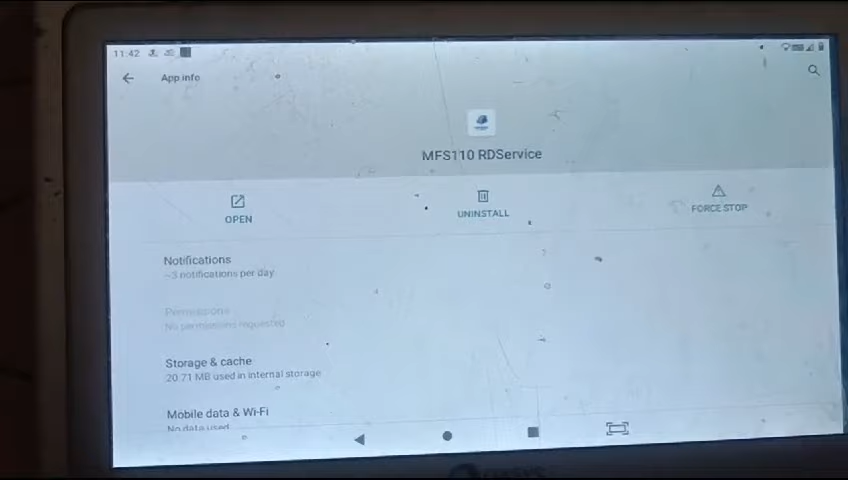 11:42
App info
MFS110 RDService
OPEN
UNINSTALL
FORCE STOP
Notifications
~3 notifications per day
Permissions
No permissions requested
Storage & cache
20.71 MB used in internal storage
Mobile data & Wi-Fi
No data used